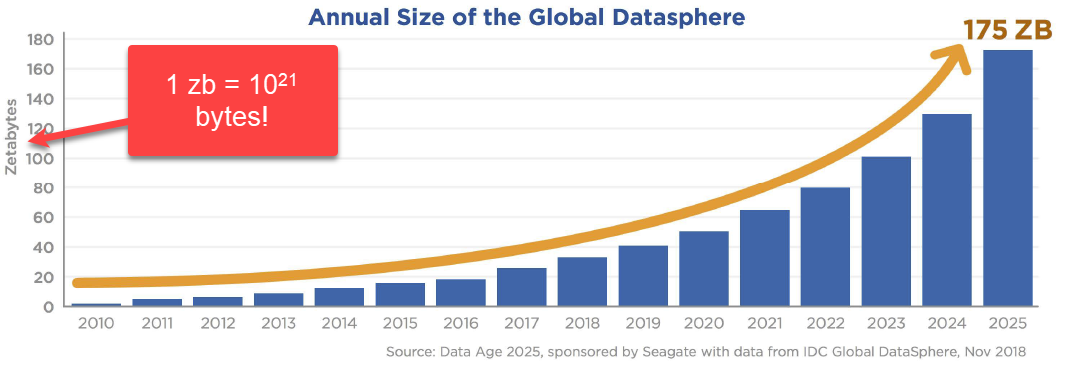 Annual Size of the Global Datasphere
175 ZB
180
160
140
120
100
80
60
40
20
0
Zetabytes
1 zb = 10²¹
bytes!
2010 2011 2012 2013 2014 2015 2016 2017 2018 2019 2020 2021 2022 2023 2024 2025
Source: Data Age 2025, sponsored by Seagate with data from IDC Global DataSphere, Nov 2018